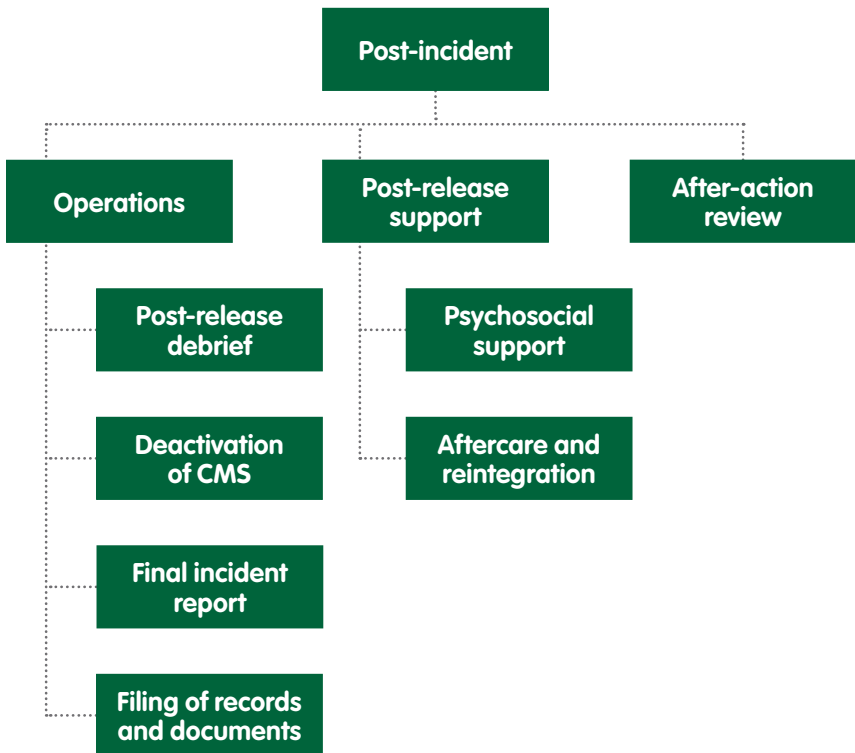 Post-incident
Operations
Post-release
support
After-action
review
Post-release
debrief
Psychosocial
support
Deactivation
of CMS
Aftercare and
reintegration
Final incident
report
Filing of records
and documents